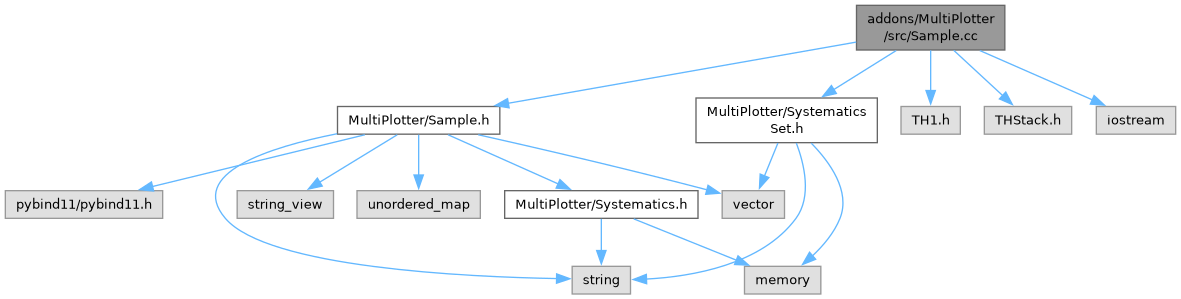 addons/MultiPlotter
/src/Sample.cc
MultiPlotter/Sample.h
MultiPlotter/Systematics
Set.h
TH1.h
THStack.h
iostream
pybind11/pybind11.h
string_view
unordered_map
MultiPlotter/Systematics.h
vector
string
memory